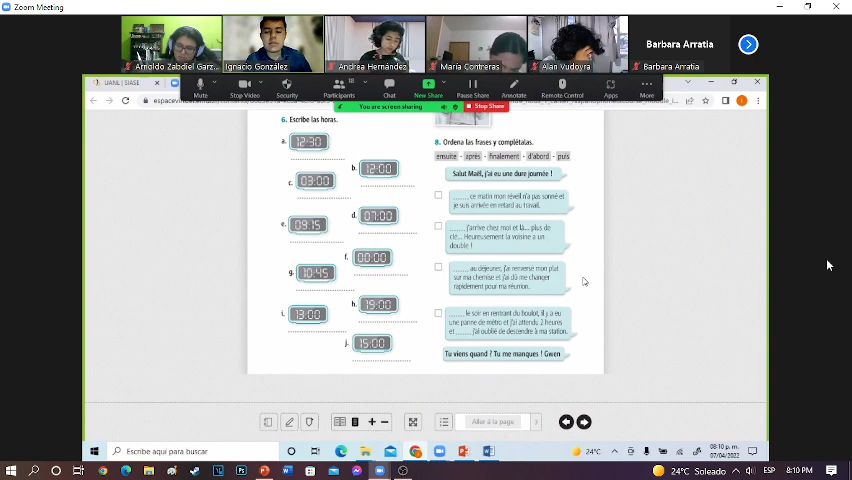 Zoom Meeting
Arnoldo Zabdiel Garz...
Ignacio González
Andrea Hernández
María Contreras
Alan Vudoyra
Barbara Arratia
Barbara Arratia
UANL | SIASE
Mute
Stop Video
Security
Participants
18
Chat
New Share
Pause Share
Annotate
Remote Control
Apps
More
You are screen sharing
Stop Share
6. Escribe las horas.
a. 12:30
b. 12:00
c. 03:00
d. 07:00
e. 09:15
f. 00:00
g. 10:45
h. 19:00
i. 13:00
j. 15:00
8. Ordena las frases y complétalas.
ensuite - après - finalement - d'abord - puis
Salut Maël, j'ai eu une dure journée !
........ ce matin mon réveil n'a pas sonné et
je suis arrivée en retard au travail.
........ j'arrive chez moi et là... plus de
clé... Heureusement la voisine a un
double !
........ au déjeuner, j'ai renversé mon plat
sur ma chemise et j'ai dû me changer
rapidement pour ma réunion.
........ le soir en rentrant du boulot, il y a eu
une panne de métro et j'ai attendu 2 heures
et ........ j'ai oublié de descendre à ma station.
Tu viens quand ? Tu me manques ! Gwen
Aller à la page
Escribe aquí para buscar
24°C
08:10 p. m.
07/04/2022
24°C Soleado
ESP
8:10 PM